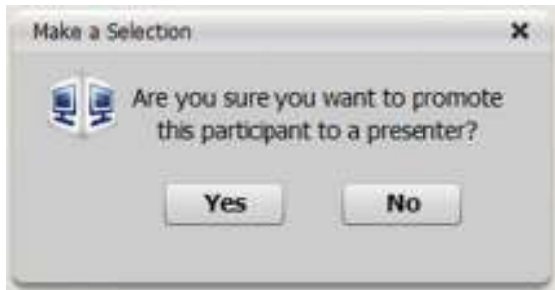 Make a Selection
Are you sure you want to promote
this participant to a presenter?
Yes No